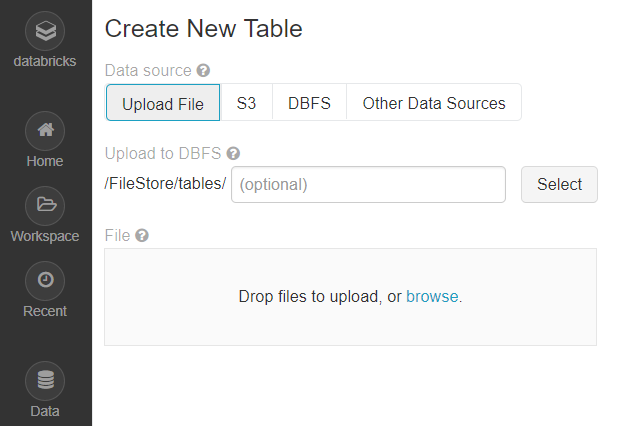 databricks
Home
Workspace
Recent
Data
Create New Table
Data source
Upload File S3 DBFS Other Data Sources
Upload to DBFS
/FileStore/tables/ (optional) Select
File
Drop files to upload, or browse.